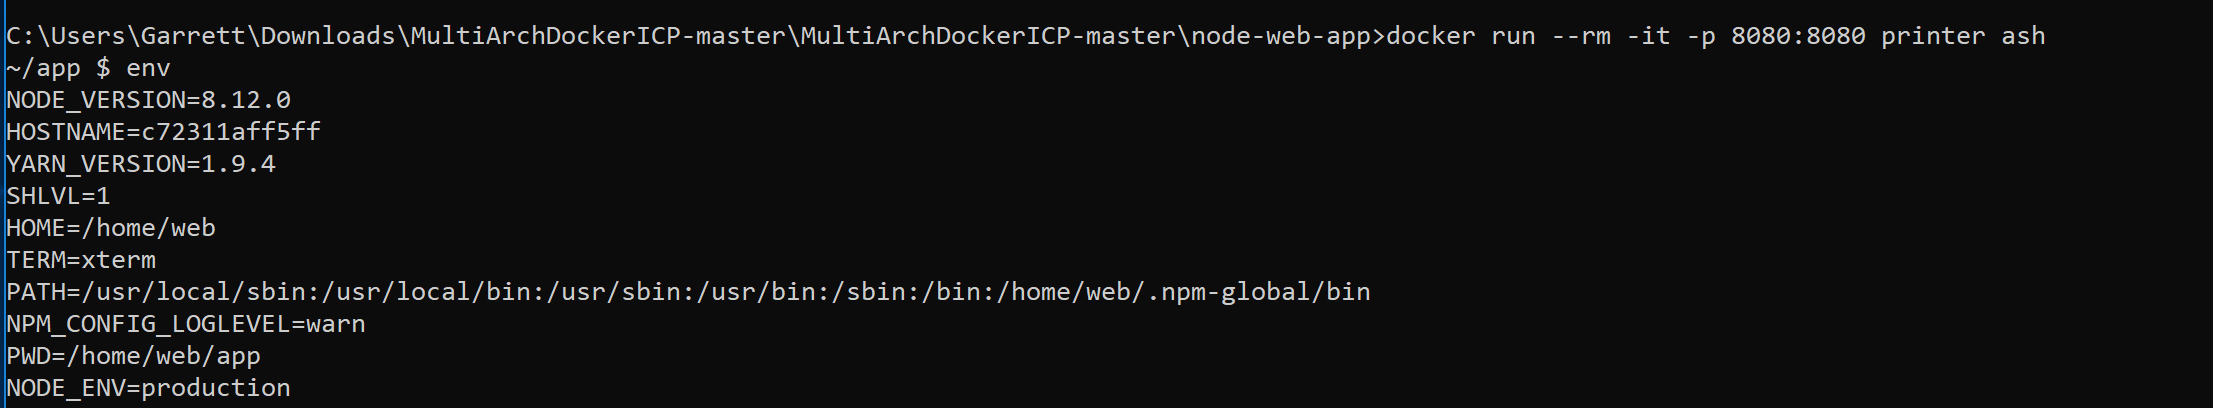 C:\Users\Garrett\Downloads\MultiArchDockerICP-master\MultiArchDockerICP-master\node-web-app>docker run --rm -it -p 8080:8080 printer ash
~/app $ env
NODE_VERSION=8.12.0
HOSTNAME=c72311aff5ff
YARN_VERSION=1.9.4
SHLVL=1
HOME=/home/web
TERM=xterm
PATH=/usr/local/sbin:/usr/local/bin:/usr/sbin:/usr/bin:/sbin:/bin:/home/web/.npm-global/bin
NPM_CONFIG_LOGLEVEL=warn
PWD=/home/web/app
NODE_ENV=production